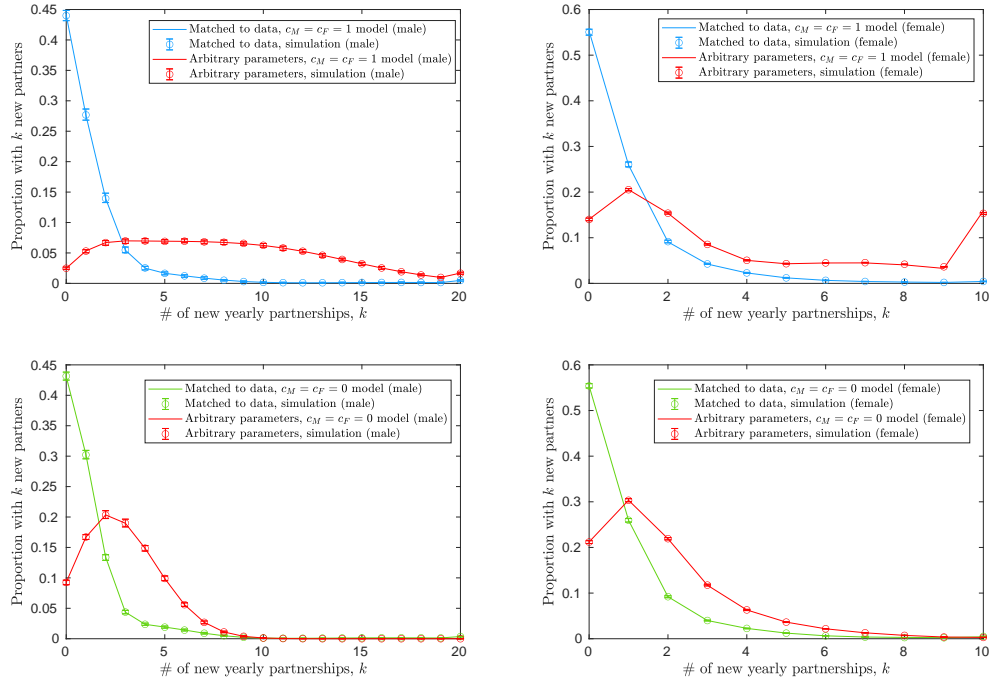 Matched to data, c_M = c_F = 1 model (male)
Matched to data, simulation (male)
Arbitrary parameters, c_M = c_F = 1 model (male)
Arbitrary parameters, simulation (male)
Proportion with k new partners
0.45
0.4
0.35
0.3
0.25
0.2
0.15
0.1
0.05
0
0 5 10 15 20
# of new yearly partnerships, k
Matched to data, c_M = c_F = 1 model (female)
Matched to data, simulation (female)
Arbitrary parameters, c_M = c_F = 1 model (female)
Arbitrary parameters, simulation (female)
Proportion with k new partners
0.6
0.5
0.4
0.3
0.2
0.1
0
0 2 4 6 8 10
# of new yearly partnerships, k
Matched to data, c_M = c_F = 0 model (male)
Matched to data, simulation (male)
Arbitrary parameters, c_M = c_F = 0 model (male)
Arbitrary parameters, simulation (male)
Proportion with k new partners
0.45
0.4
0.35
0.3
0.25
0.2
0.15
0.1
0.05
0
0 5 10 15 20
# of new yearly partnerships, k
Matched to data, c_M = c_F = 0 model (female)
Matched to data, simulation (female)
Arbitrary parameters, c_M = c_F = 0 model (female)
Arbitrary parameters, simulation (female)
Proportion with k new partners
0.6
0.5
0.4
0.3
0.2
0.1
0
0 2 4 6 8 10
# of new yearly partnerships, k